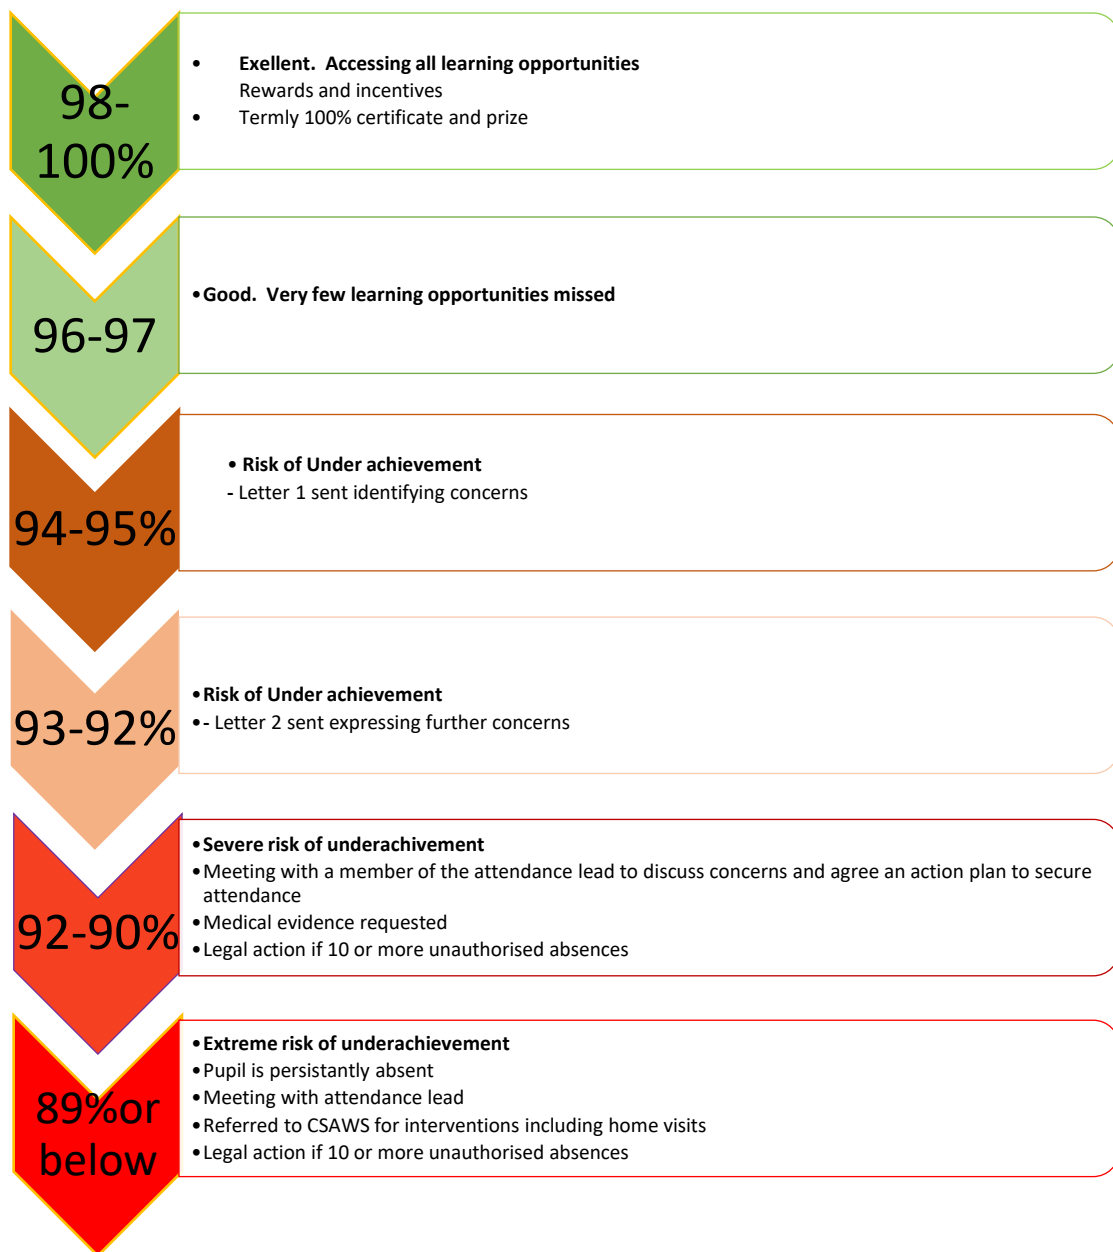 98-
100%
• Exellent. Accessing all learning opportunities
Rewards and incentives
• Termly 100% certificate and prize
96-97
•Good. Very few learning opportunities missed
94-95%
• Risk of Under achievement
- Letter 1 sent identifying concerns
93-92%
•Risk of Under achievement
•- Letter 2 sent expressing further concerns
92-90%
•Severe risk of underachievement
•Meeting with a member of the attendance lead to discuss concerns and agree an action plan to secure
attendance
•Medical evidence requested
•Legal action if 10 or more unauthorised absences
89%or
below
•Extreme risk of underachievement
•Pupil is persistantly absent
•Meeting with attendance lead
•Referred to CSAWS for interventions including home visits
•Legal action if 10 or more unauthorised absences